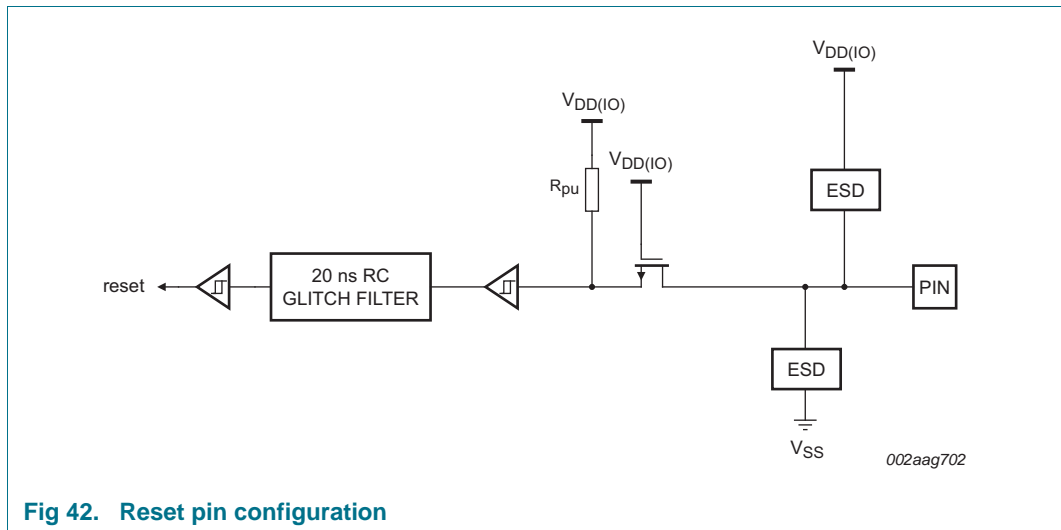 VDD(IO)
VDD(IO)
VDD(IO)
Rpu
ESD
reset
20 ns RC
GLITCH FILTER
PIN
ESD
VSS
002aag702
Fig 42. Reset pin configuration